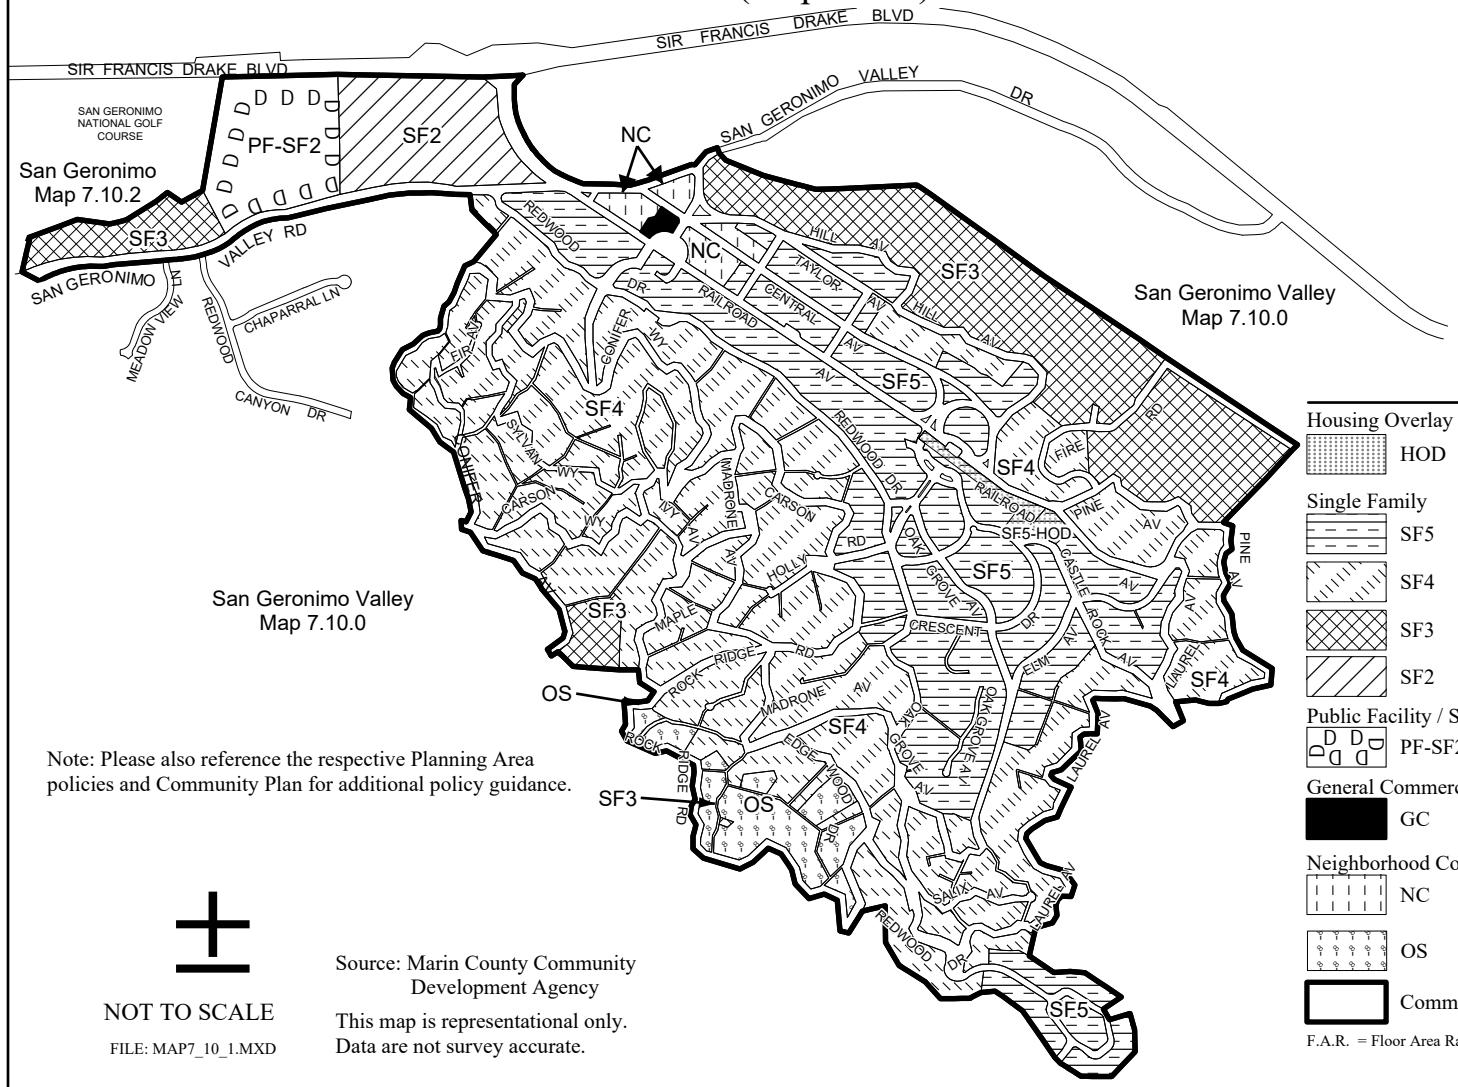 SIR FRANCIS DRAKE BLVD
SIR FRANCIS DRAKE BLVD
SAN GERONIMO VALLEY DR
SAN GERONIMO
NATIONAL GOLF
COURSE
San Geronimo
Map 7.10.2
D D D
D D D D
D D D D
D D D D
PF-SF2
SF2
NC
SF3
SAN GERONIMO VALLEY RD
MEADOW VIEW LN
REDWOOD CANYON DR
CHAPARRAL LN
REDWOOD DR
NC
HILL AV
TAYLOR AV
CENTRAL AV
RAILROAD AV
HILL AV
SF3
San Geronimo Valley
Map 7.10.0
FIR AV
CONIFER WY
SF4
SF5
SYLVAN WY
CONIFER AV
CARSON WY
IVY AV
MADRONE AV
CARSON RD
REDWOOD DR
SF4
FIRE RD
RAILROAD
PINE AV
PINE AV
SF5-HOD
OAK GROVE AV
SF5
CASTLE ROCK AV
AV
HOLLY
MAPLE
SF3
San Geronimo Valley
Map 7.10.0
CRESCENT DR
ELM AV
LAUREL AV
SF4
ROCK RIDGE RD
OS
MADRONE AV
SF4
OAK GROVE AV
OAK GROVE AV
LAUREL AV
ROCK RIDGE RD
EDGEWOOD DR
SF3
OS
SALIX AV
LAUREL AV
REDWOOD DR
SF5
Note: Please also reference the respective Planning Area
policies and Community Plan for additional policy guidance.
NOT TO SCALE
FILE: MAP7_10_1.MXD
Source: Marin County Community
Development Agency
This map is representational only.
Data are not survey accurate.
Housing Overlay
HOD
Single Family
SF5
SF4
SF3
SF2
Public Facility / S
D D D D D
PF-SF2
General Commer
GC
Neighborhood Co
NC
OS
Comm
F.A.R. = Floor Area Ra